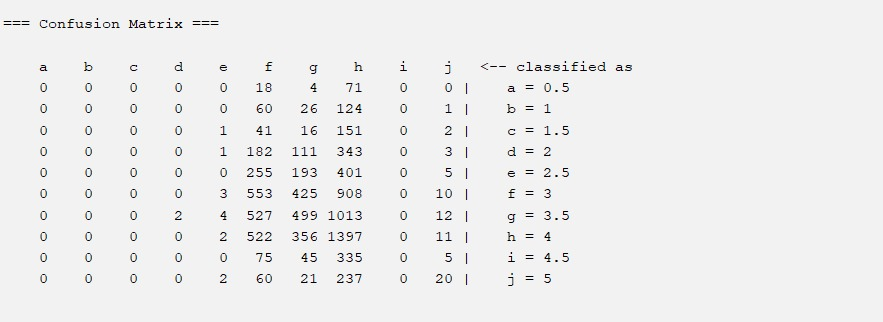 === Confusion Matrix ===
a b c d e f g h i j <-- classified as
0 0 0 0 0 18 4 71 0 0 | a = 0.5
0 0 0 0 0 60 26 124 0 1 | b = 1
0 0 0 0 1 41 16 151 0 2 | c = 1.5
0 0 0 0 1 182 111 343 0 3 | d = 2
0 0 0 0 0 255 193 401 0 5 | e = 2.5
0 0 0 0 3 553 425 908 0 10 | f = 3
0 0 0 2 4 527 499 1013 0 12 | g = 3.5
0 0 0 0 2 522 356 1397 0 11 | h = 4
0 0 0 0 0 75 45 335 0 5 | i = 4.5
0 0 0 0 2 60 21 237 0 20 | j = 5